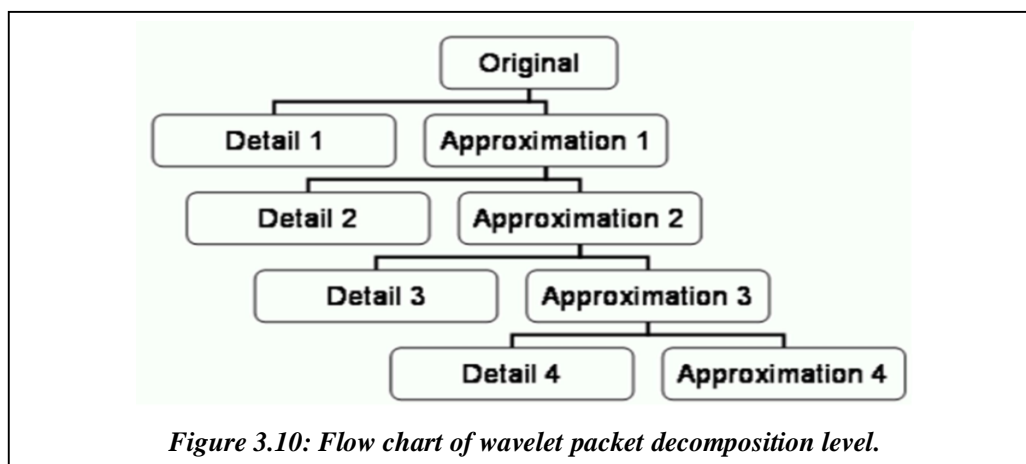 Original
Detail 1 Approximation 1
Detail 2 Approximation 2
Detail 3 Approximation 3
Detail 4 Approximation 4
Figure 3.10: Flow chart of wavelet packet decomposition level.